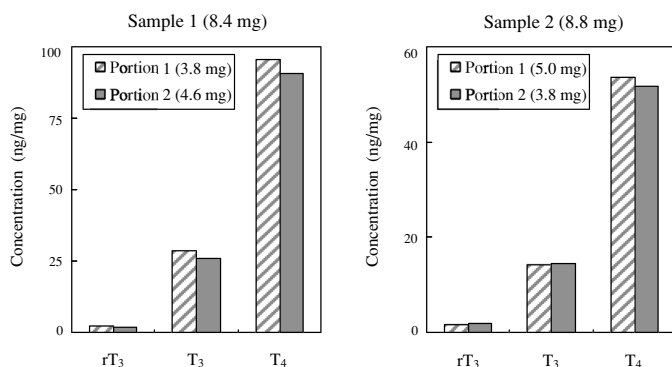 Sample 1 (8.4 mg)
100
75
50
25
0
Concentration (ng/mg)
Portion 1 (3.8 mg)
Portion 2 (4.6 mg)
rT3
T3
T4
Sample 2 (8.8 mg)
60
40
20
0
Concentration (ng/mg)
Portion 1 (5.0 mg)
Portion 2 (3.8 mg)
rT3
T3
T4